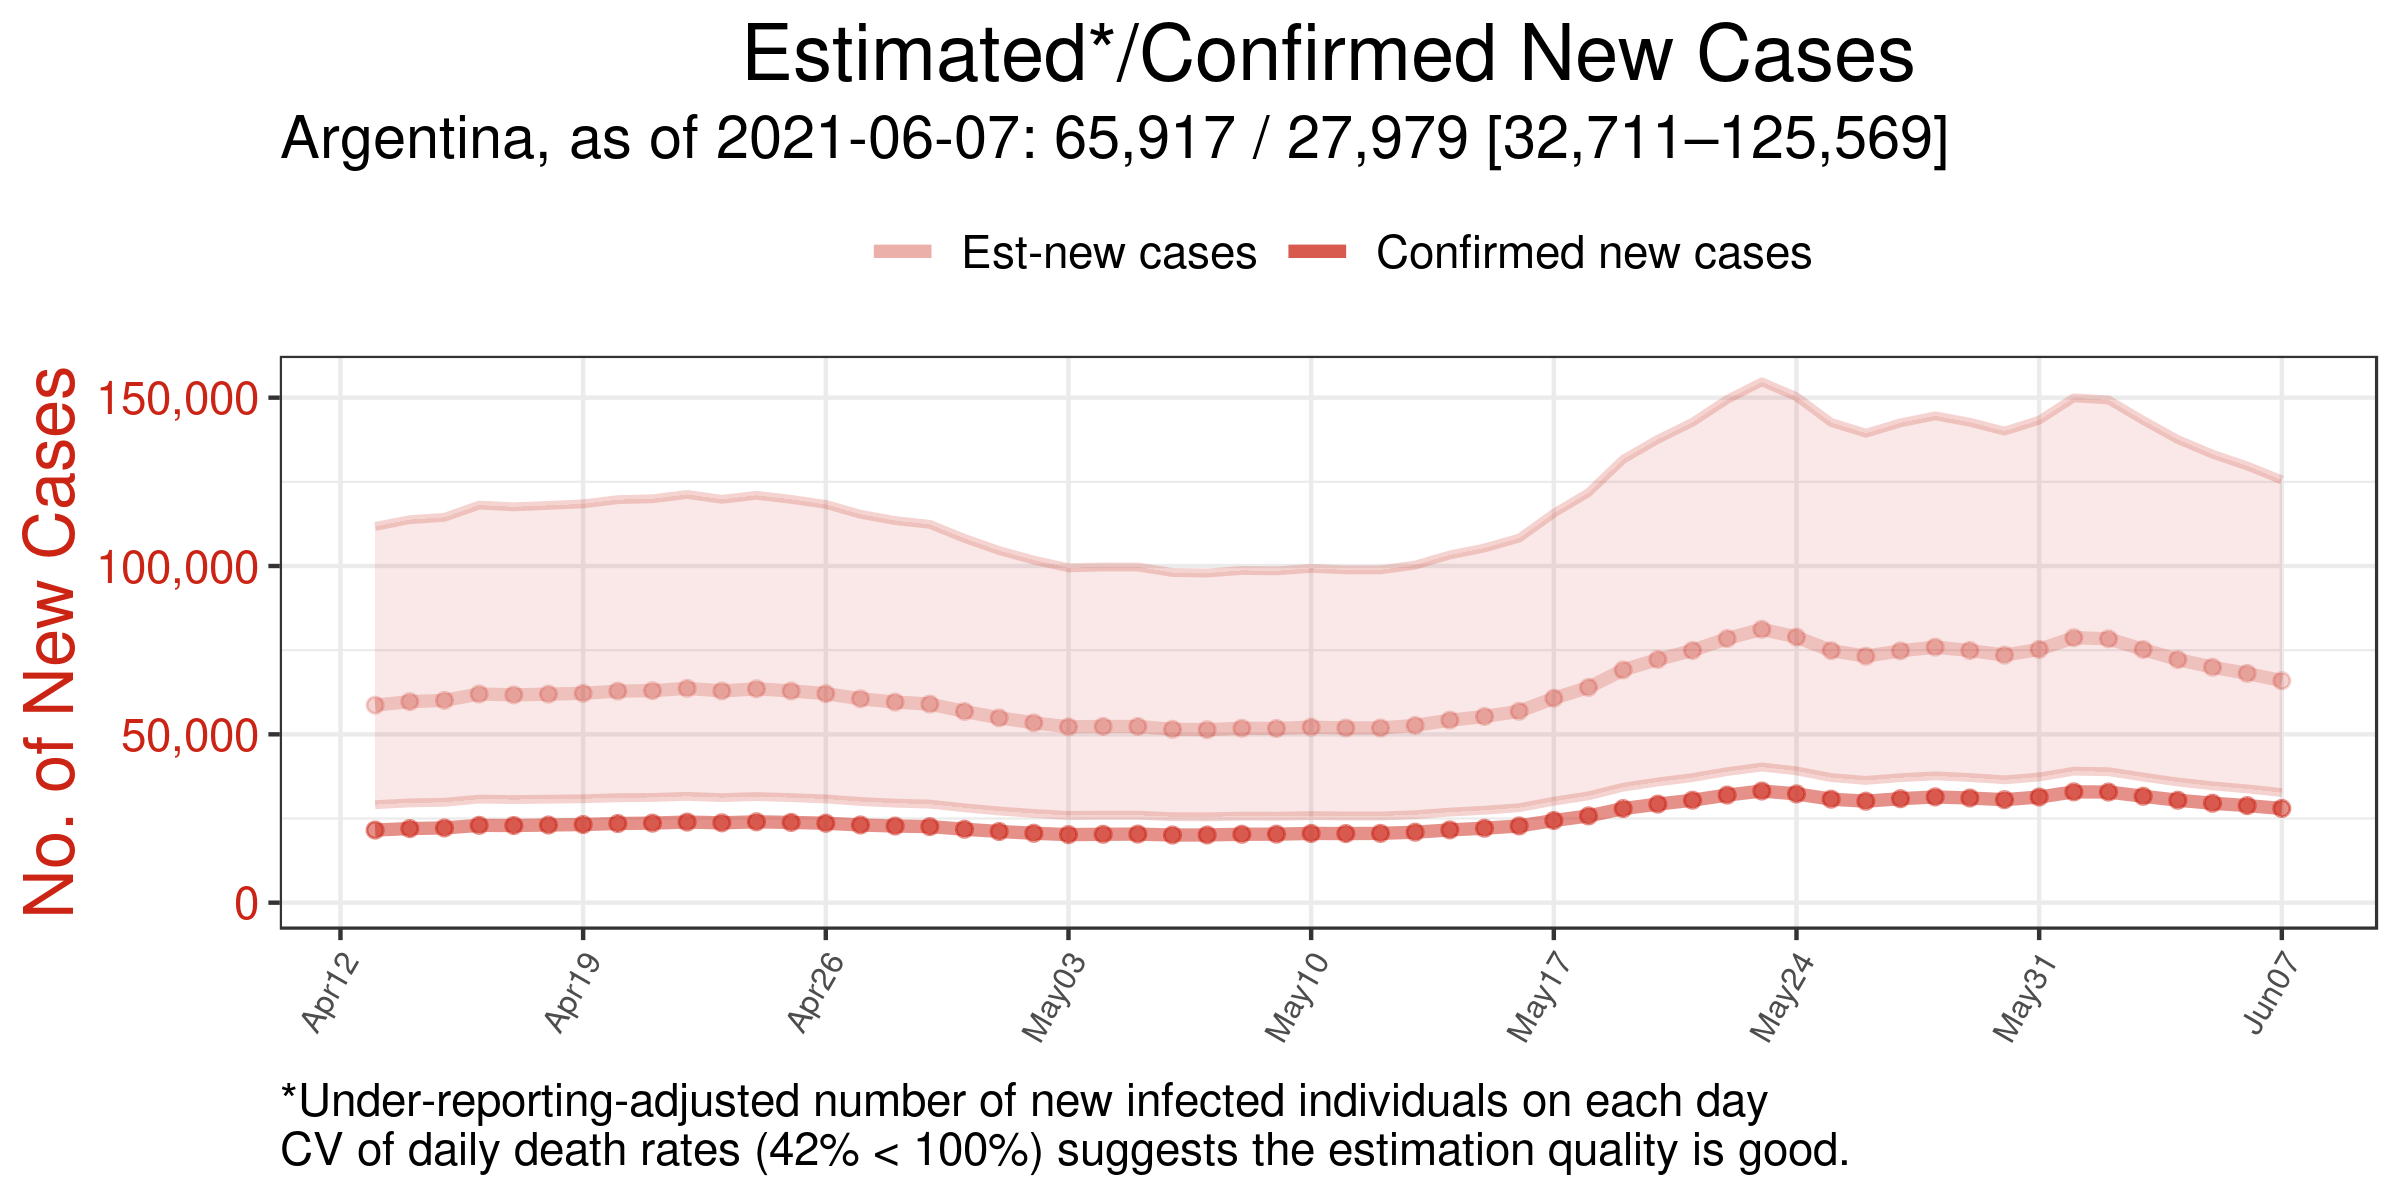 Estimated*/Confirmed New Cases
Argentina, as of 2021-06-07: 65,917 / 27,979 [32,711–125,569]
Est-new cases
Confirmed new cases
No. of New Cases
150,000
100,000
50,000
0
Apr12
Apr19
Apr26
May03
May10
May17
May24
May31
Jun07
*Under-reporting-adjusted number of new infected individuals on each day
CV of daily death rates (42% < 100%) suggests the estimation quality is good.